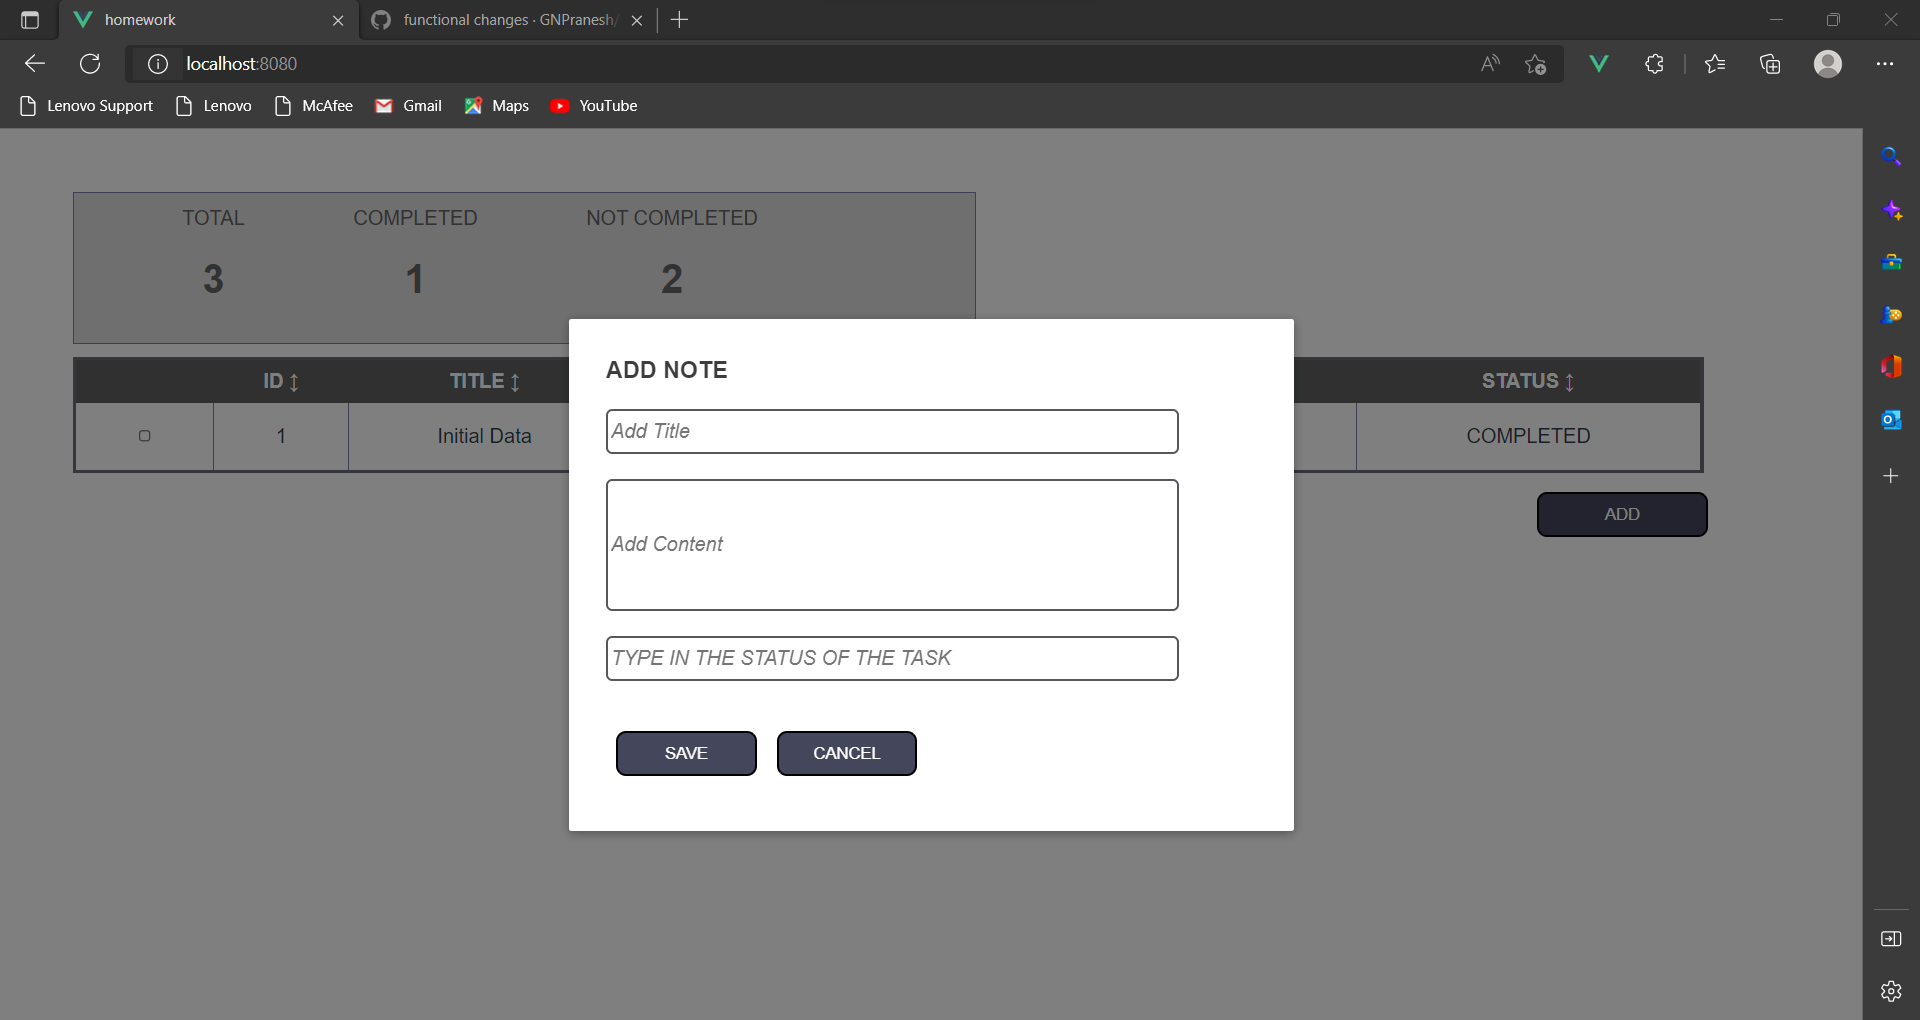 homework
functional changes · GNPranesh/
localhost:8080
Lenovo Support Lenovo McAfee Gmail Maps YouTube
TOTAL COMPLETED NOT COMPLETED
3 1 2
ID↕ TITLE↕ STATUS↕
1 Initial Data COMPLETED
ADD
ADD NOTE
Add Title
Add Content
TYPE IN THE STATUS OF THE TASK
SAVE CANCEL